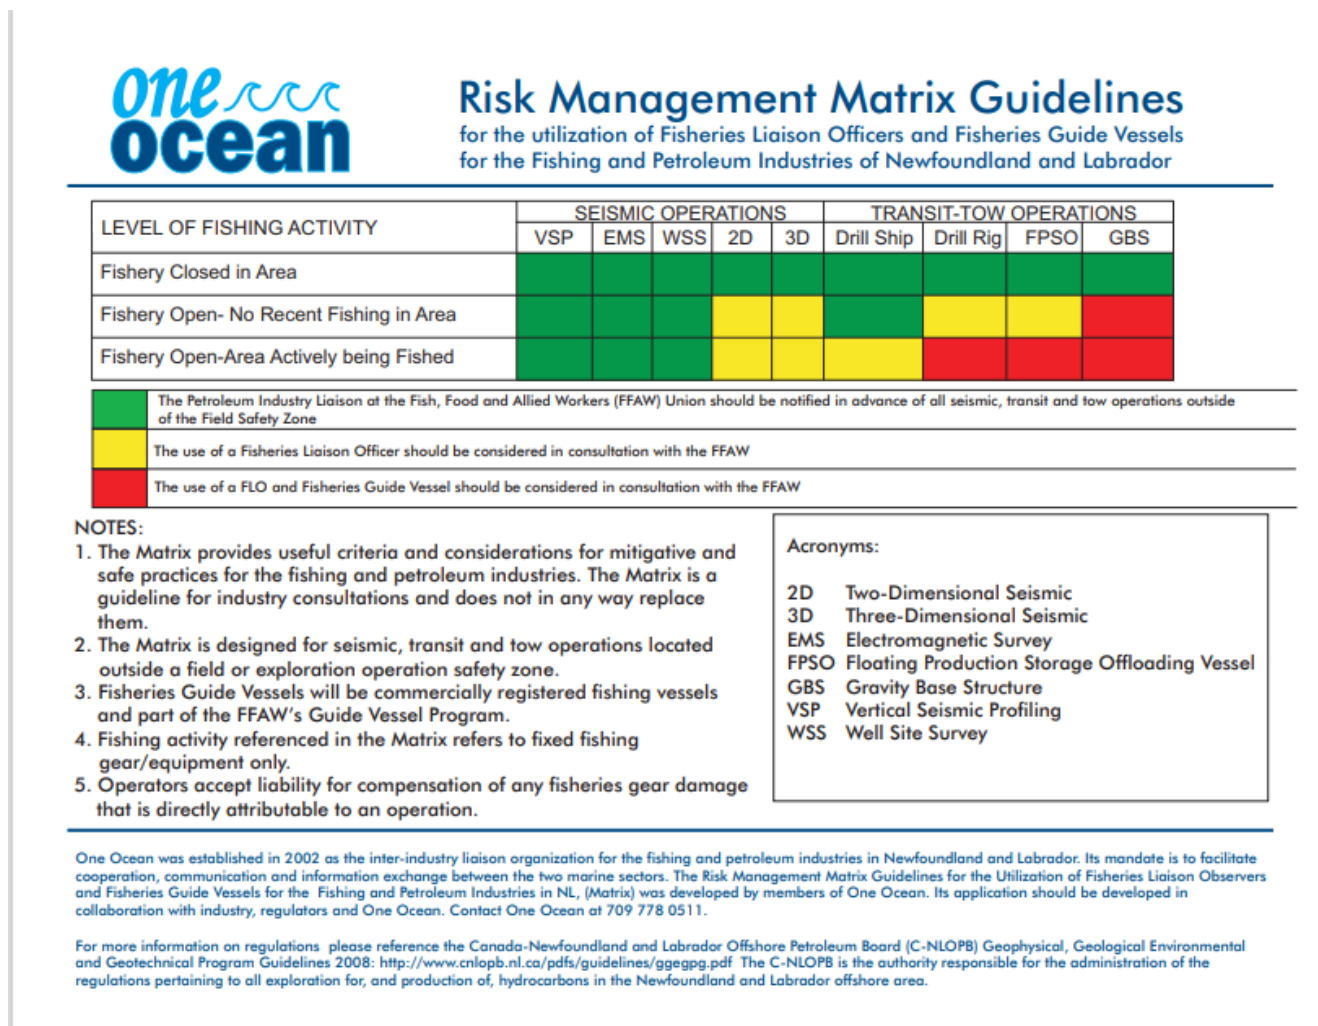 one
ocean
Risk Management Matrix Guidelines
for the utilization of Fisheries Liaison Officers and Fisheries Guide Vessels
for the Fishing and Petroleum Industries of Newfoundland and Labrador
LEVEL OF FISHING ACTIVITY
SEISMIC OPERATIONS
TRANSIT-TOW OPERATIONS
VSP EMS WSS 2D 3D Drill Ship Drill Rig FPSO GBS
Fishery Closed in Area
Fishery Open- No Recent Fishing in Area
Fishery Open-Area Actively being Fished
The Petroleum Industry Liaison at the Fish, Food and Allied Workers (FFAW) Union should be notified in advance of all seismic, transit and tow operations outside
of the Field Safety Zone
The use of a Fisheries Liaison Officer should be considered in consultation with the FFAW
The use of a FLO and Fisheries Guide Vessel should be considered in consultation with the FFAW
NOTES:
1. The Matrix provides useful criteria and considerations for mitigative and
safe practices for the fishing and petroleum industries. The Matrix is a
guideline for industry consultations and does not in any way replace
them.
2. The Matrix is designed for seismic, transit and tow operations located
outside a field or exploration operation safety zone.
3. Fisheries Guide Vessels will be commercially registered fishing vessels
and part of the FFAW's Guide Vessel Program.
4. Fishing activity referenced in the Matrix refers to fixed fishing
gear/equipment only.
5. Operators accept liability for compensation of any fisheries gear damage
that is directly attributable to an operation.
Acronyms:
2D Two-Dimensional Seismic
3D Three-Dimensional Seismic
EMS Electromagnetic Survey
FPSO Floating Production Storage Offloading Vessel
GBS Gravity Base Structure
VSP Vertical Seismic Profiling
WSS Well Site Survey
One Ocean was established in 2002 as the inter-industry liaison organization for the fishing and petroleum industries in Newfoundland and Labrador. Its mandate is to facilitate
cooperation, communication and information exchange between the two marine sectors. The Risk Management Matrix Guidelines for the Utilization of Fisheries Liaison Observers
and Fisheries Guide Vessels for the Fishing and Petroleum Industries in NL, (Matrix) was developed by members of One Ocean. Its application should be developed in
collaboration with industry, regulators and One Ocean. Contact One Ocean at 709 778 0511.
For more information on regulations please reference the Canada-Newfoundland and Labrador Offshore Petroleum Board (C-NLOPB) Geophysical, Geological Environmental
and Geotechnical Program Guidelines 2008: http://www.cnlopb.nl.ca/pdfs/guidelines/ggegpg.pdf The C-NLOPB is the authority responsible for the administration of the
regulations pertaining to all exploration for, and production of, hydrocarbons in the Newfoundland and Labrador offshore area.